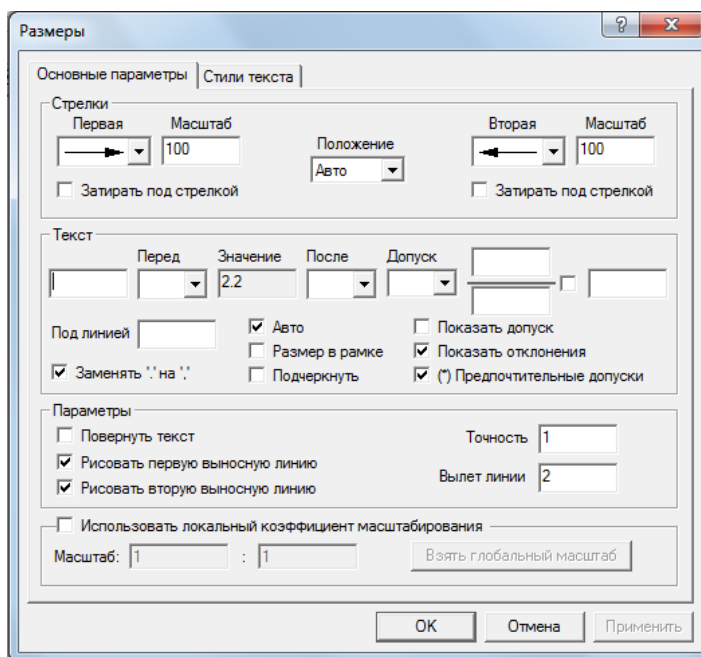 Размеры
Основные параметры Стили текста
Стрелки
Первая Масштаб Вторая Масштаб
100 Положение 100
Авто
Затирать под стрелкой Затирать под стрелкой
Текст
Перед Значение После Допуск
2.2
Под линией Авто Показать допуск
Размер в рамке Показать отклонения
Заменять '.' на ',' Подчеркнуть (*) Предпочтительные допуски
Параметры
Повернуть текст Точность 1
Рисовать первую выносную линию
Рисовать вторую выносную линию Вылет линии 2
Использовать локальный коэффициент масштабирования
Масштаб: 1 : 1 Взять глобальный масштаб
OK Отмена Применить